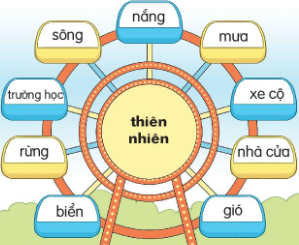 nắng
sông
mưa
trường học
xe cộ
thiên
nhiên
rừng
nhà cửa
biển
gió